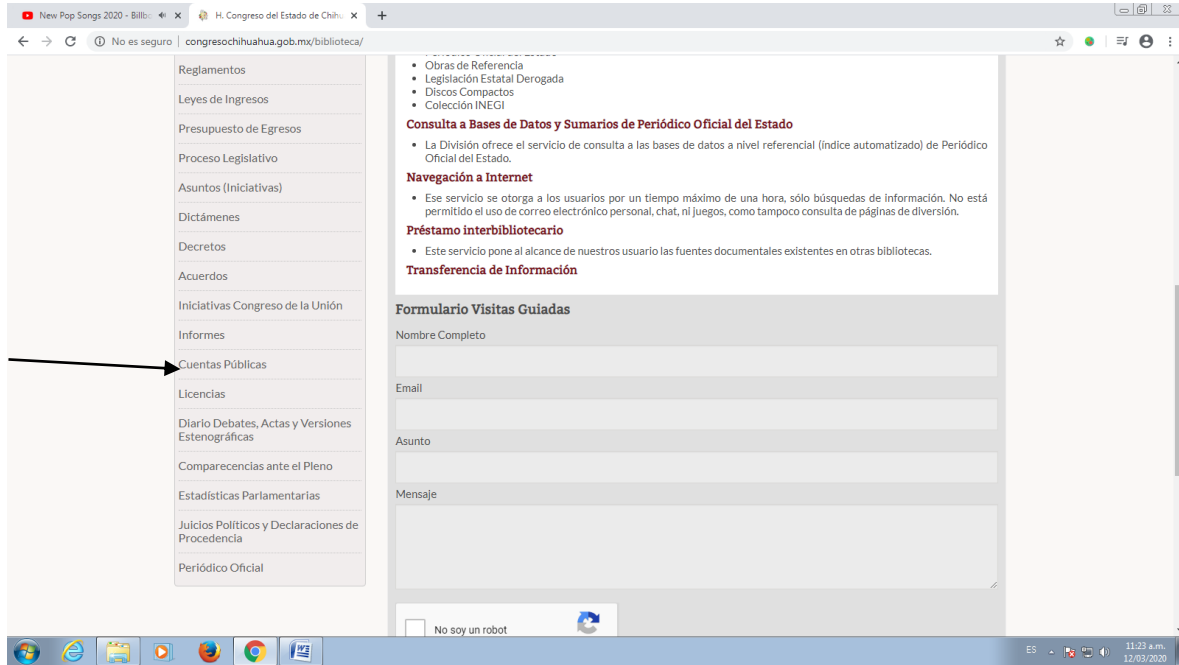 New Pop Songs 2020 - Billbo
H. Congreso del Estado de Chihu
No es seguro | congresochihuahua.gob.mx/biblioteca/
Reglamentos
Leyes de Ingresos
Presupuesto de Egresos
Proceso Legislativo
Asuntos (Iniciativas)
Dictámenes
Decretos
Acuerdos
Iniciativas Congreso de la Unión
Informes
Cuentas Públicas
Licencias
Diario Debates, Actas y Versiones
Estenográficas
Comparecencias ante el Pleno
Estadísticas Parlamentarias
Juicios Políticos y Declaraciones de
Procedencia
Periódico Oficial
• Periódico Oficial del Estado
• Obras de Referencia
• Legislación Estatal Derogada
• Discos Compactos
• Colección INEGI
Consulta a Bases de Datos y Sumarios de Periódico Oficial del Estado
• La División ofrece el servicio de consulta a las bases de datos a nivel referencial (índice automatizado) de Periódico
Oficial del Estado.
Navegación a Internet
• Ese servicio se otorga a los usuarios por un tiempo máximo de una hora, sólo búsquedas de información. No está
permitido el uso de correo electrónico personal, chat, ni juegos, como tampoco consulta de páginas de diversión.
Préstamo interbibliotecario
• Este servicio pone al alcance de nuestros usuario las fuentes documentales existentes en otras bibliotecas.
Transferencia de Información
Formulario Visitas Guiadas
Nombre Completo
Email
Asunto
Mensaje
No soy un robot
ES
11:23 a.m.
12/03/2020